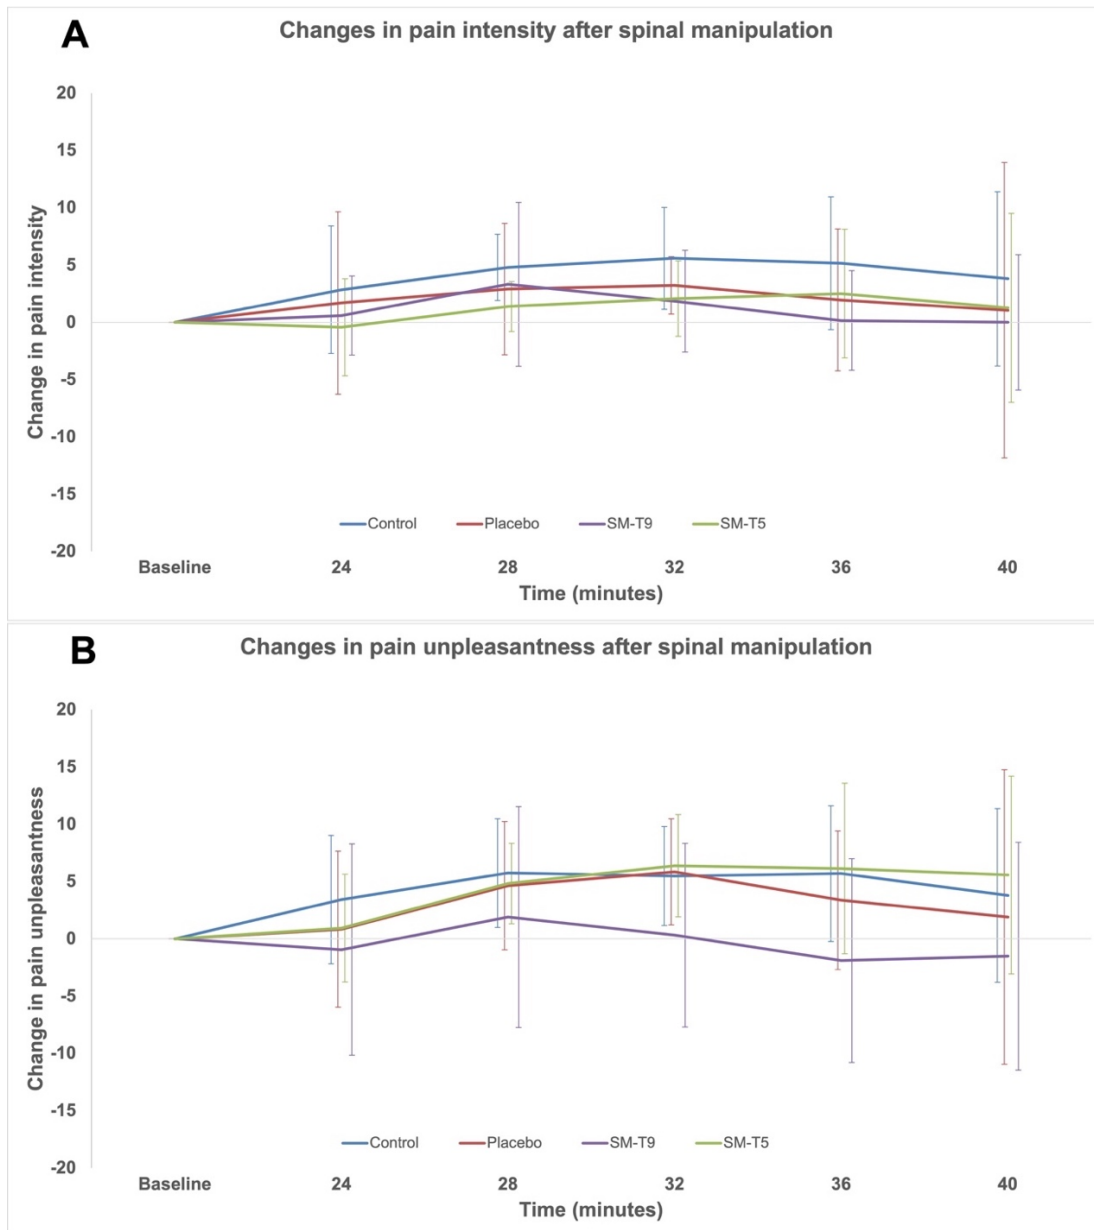 A
Changes in pain intensity after spinal manipulation
Change in pain intensity
20
15
10
5
0
-5
-10
-15
-20
Control Placebo SM-T9 SM-T5
Baseline 24 28 32 36 40
Time (minutes)
B
Changes in pain unpleasantness after spinal manipulation
Change in pain unpleasantness
20
15
10
5
0
-5
-10
-15
-20
Control Placebo SM-T9 SM-T5
Baseline 24 28 32 36 40
Time (minutes)